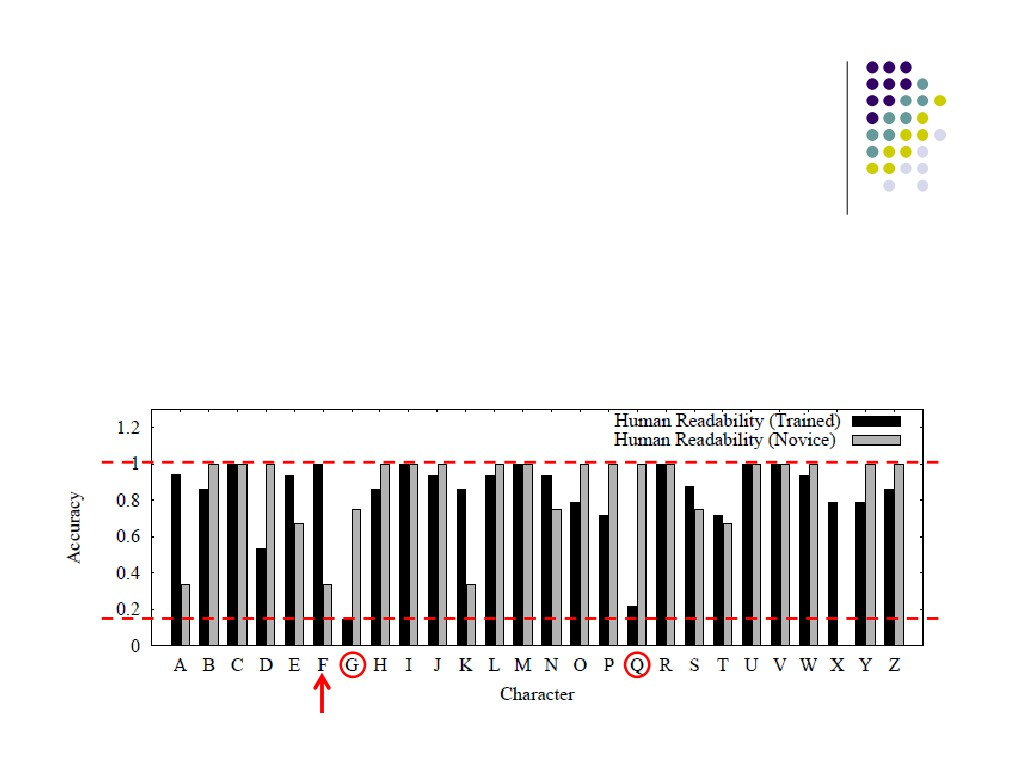 Human Readability (Trained)
Human Readability (Novice)
1.2
1
0.8
0.6
0.4
0.2
0
Accuracy
A B C D E F G H I J K L M N O P Q R S T U V W X Y Z
Character